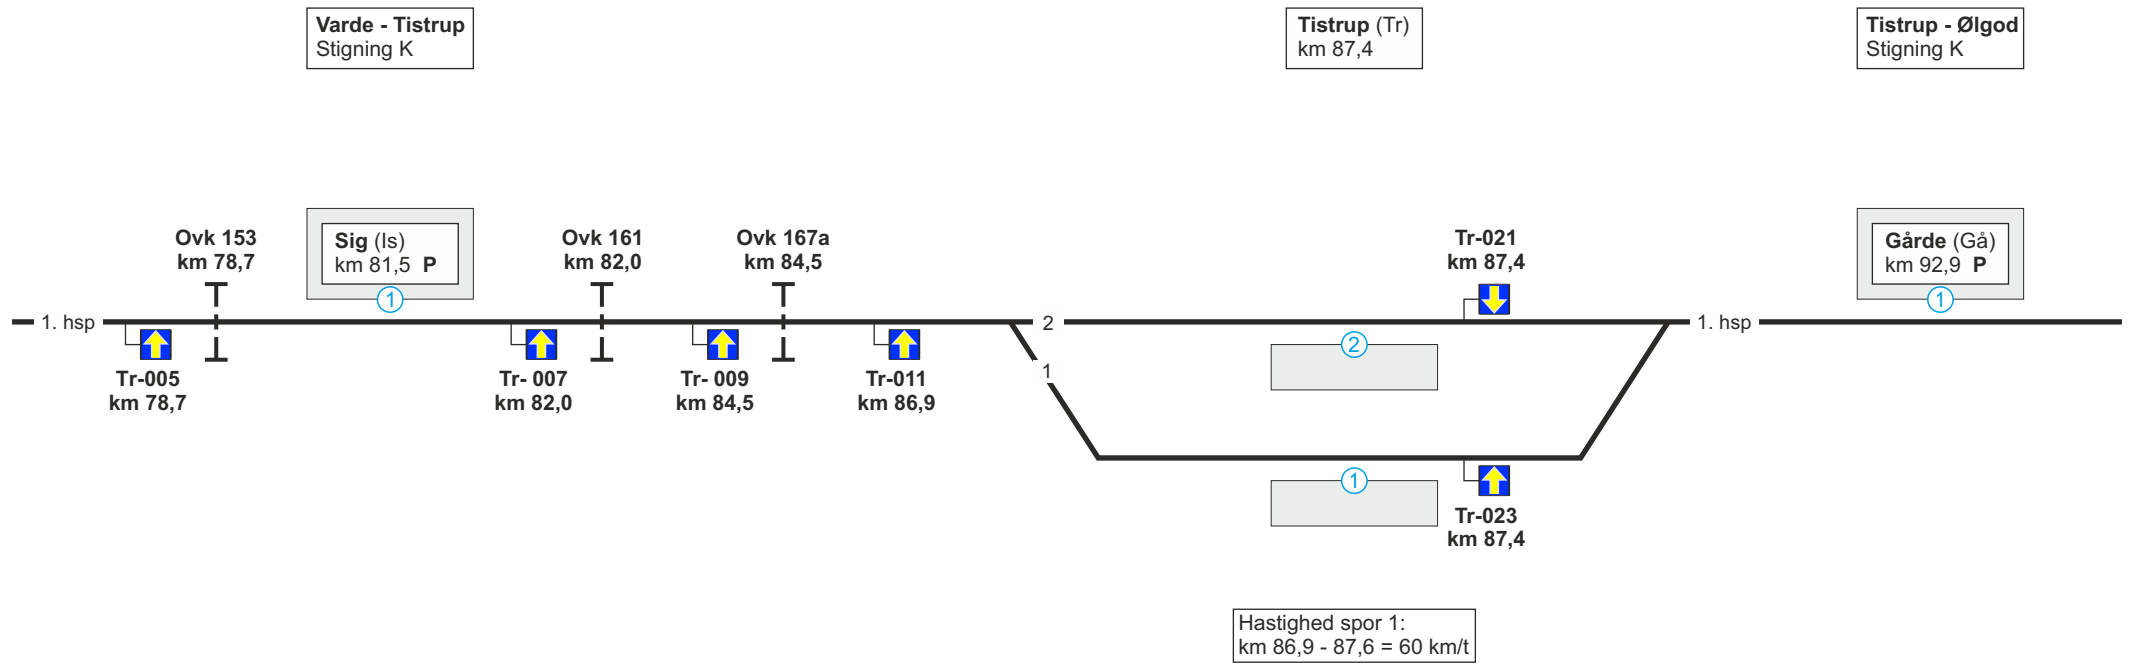 Varde - Tistrup
Stigning K
Tistrup (Tr)
km 87,4
Tistrup - Ølgod
Stigning K
Ovk 153
km 78,7
Sig (Is)
km 81,5 P
1
Ovk 161
km 82,0
Ovk 167a
km 84,5
Tr-021
km 87,4
Gårde (Gå)
km 92,9 P
1
1. hsp
2
1. hsp
Tr-005
km 78,7
Tr- 007
km 82,0
Tr- 009
km 84,5
Tr-011
km 86,9
1
2
1
Tr-023
km 87,4
Hastighed spor 1:
km 86,9 - 87,6 = 60 km/t